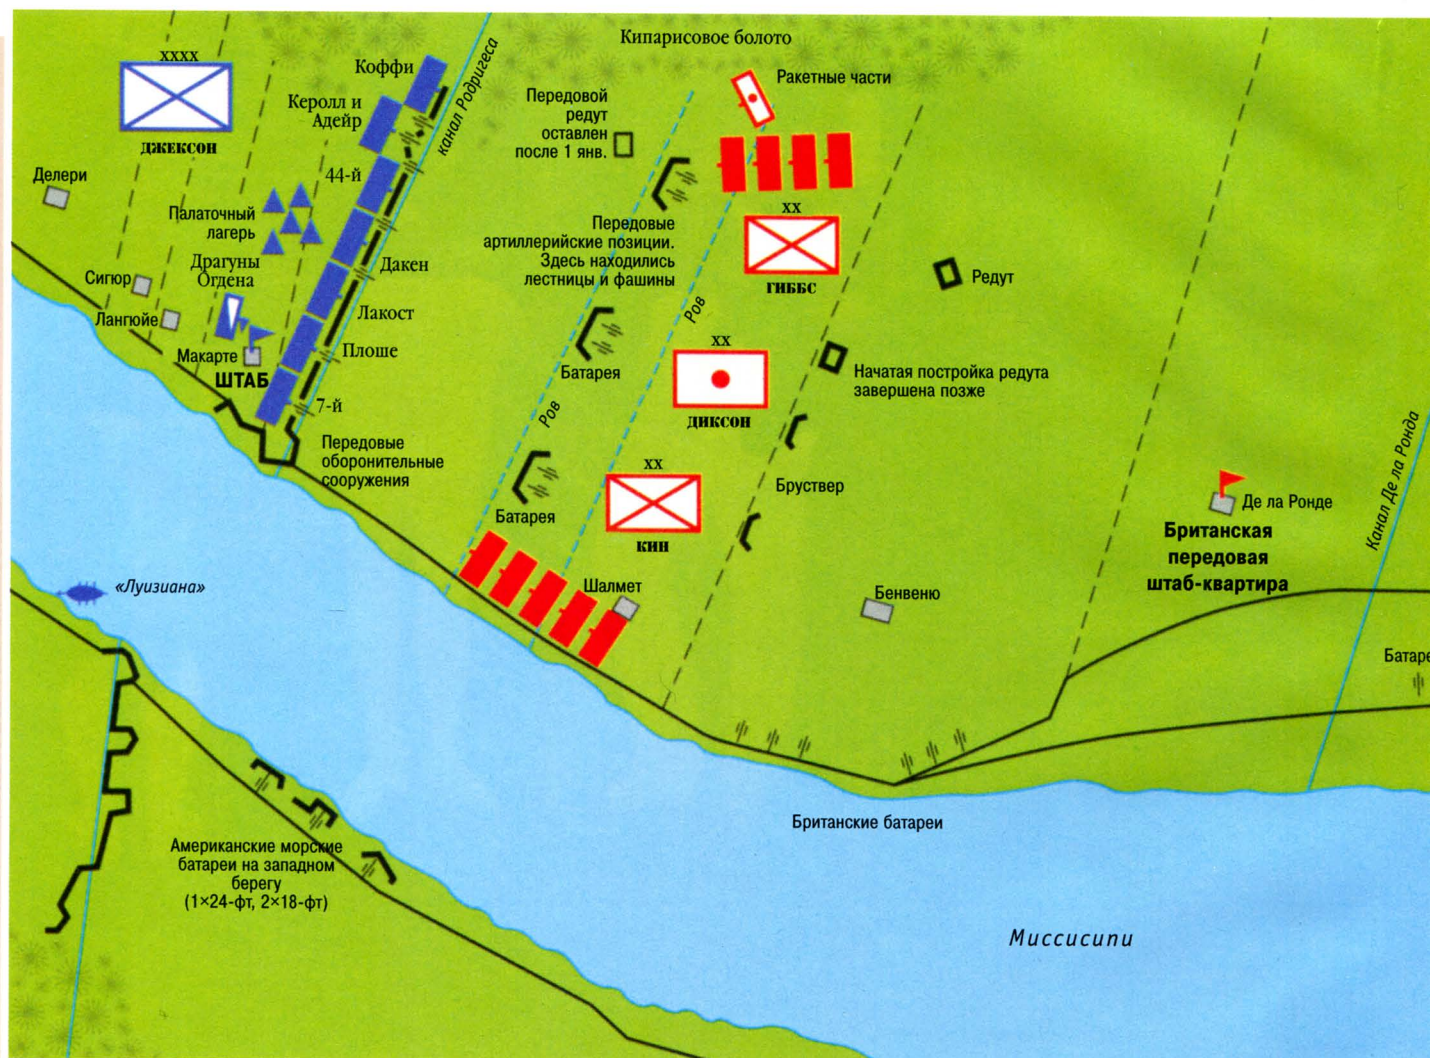 Кипарисовое болото
XXXX
ДЖЕКСОН
Коффи
Керолл и
Адейр
канал Родригеса
44-й
Делери
Палаточный
лагерь
Драгуны
Огдена
Сигюр
Лангюйе
Макарте
ШТАБ
Дакен
Лакост
Плоше
7-й
Передовые
оборонительные
сооружения
Передовой
редут
оставлен
после 1 янв.
Ракетные части
Передовые
артиллерийские позиции.
Здесь находились
лестницы и фашины
XX
ГИББС
Ров
Редут
Батарея
XX
ДИКСОН
Начатая постройка редута
завершена позже
Ров
Бруствер
XX
КИН
Батарея
Шалмет
Бенвеню
Де ла Ронде
Британская
передовая
штаб-квартира
Канал Де ла Ронда
Батаре
«Луизиана»
Британские батареи
Американские морские
батареи на западном
берегу
(1×24-фт, 2×18-фт)
Миссисипи